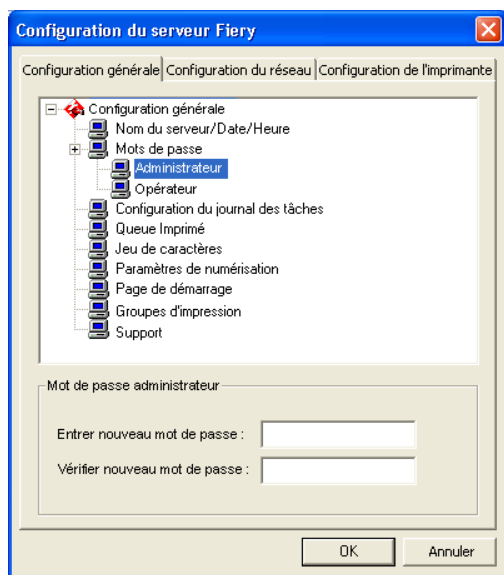 Configuration du serveur Fiery
Configuration générale Configuration du réseau Configuration de l'imprimante
Configuration générale
Nom du serveur/Date/Heure
Mots de passe
Administrateur
Opérateur
Configuration du journal des tâches
Queue Imprimé
Jeu de caractères
Paramètres de numérisation
Page de démarrage
Groupes d'impression
Support
Mot de passe administrateur
Entrer nouveau mot de passe :
Vérifier nouveau mot de passe :
OK Annuler